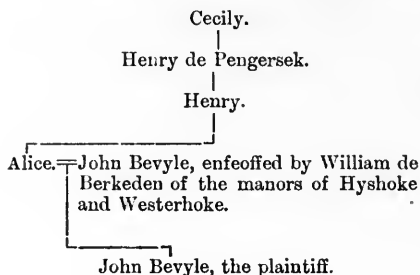 Cecily.
Henry de Pengersek.
Henry.
Alice.=John Bevyle, enfeoffed by William de
Berkeden of the manors of Hyshoke
and Westerhoke.
John Bevyle, the plaintiff.